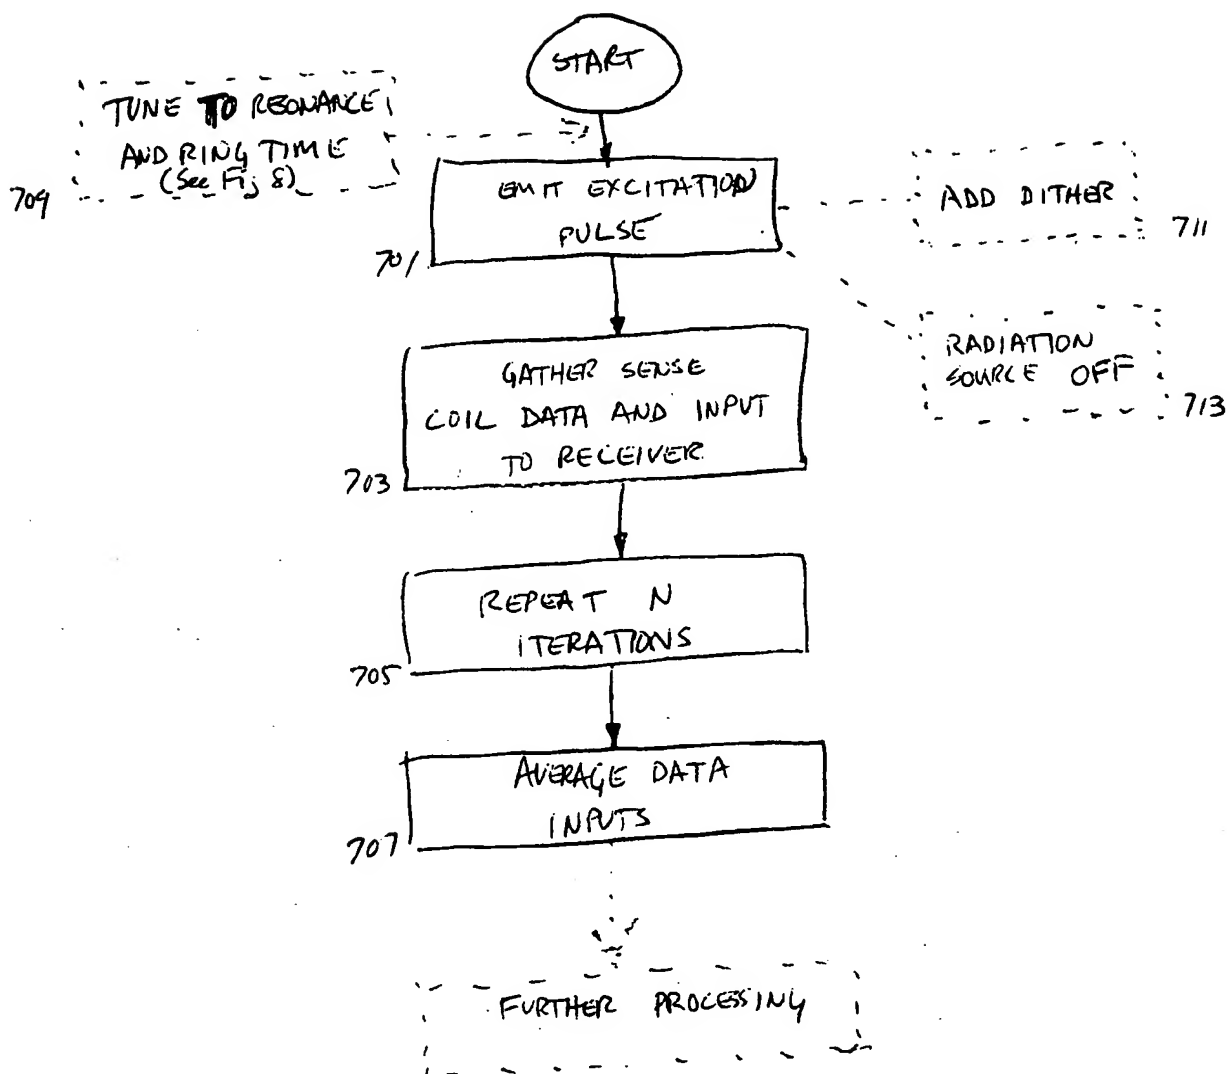 START
TUNE TO RESONANCE
AND RING TIME
(See Fig 8)
709
EMIT EXCITATION
PULSE
701
ADD DITHER
711
RADIATION
SOURCE OFF
713
GATHER SENSE
COIL DATA AND INPUT
TO RECEIVER
703
REPEAT N
ITERATIONS
705
AVERAGE DATA
INPUTS
707
FURTHER PROCESSING